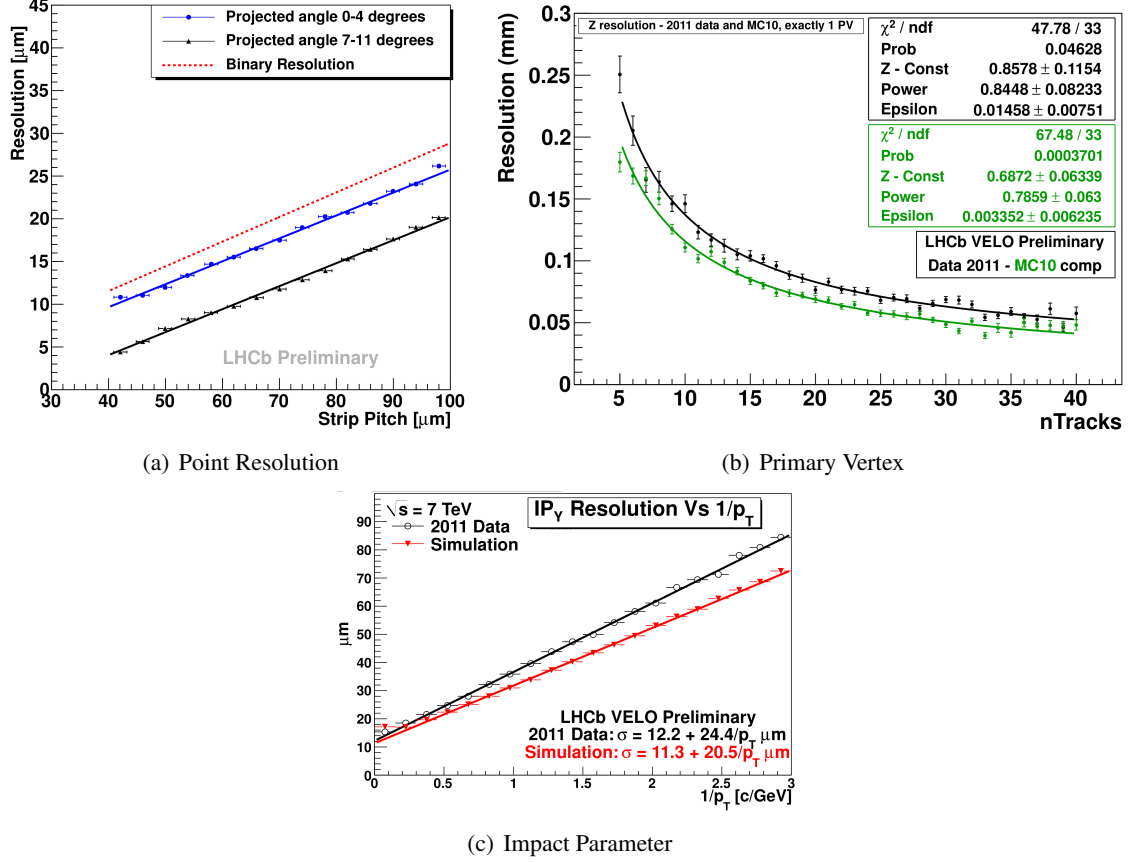 Resolution [μm]
45
40
35
30
25
20
15
10
5
0
Projected angle 0-4 degrees
Projected angle 7-11 degrees
Binary Resolution
LHCb Preliminary
30 40 50 60 70 80 90 100
Strip Pitch [μm]
(a) Point Resolution
Resolution (mm)
0.3
0.25
0.2
0.15
0.1
0.05
0
Z resolution - 2011 data and MC10, exactly 1 PV
χ² / ndf 47.78 / 33
Prob 0.04628
Z - Const 0.8578 ± 0.1154
Power 0.8448 ± 0.08233
Epsilon 0.01458 ± 0.00751
χ² / ndf 67.48 / 33
Prob 0.0003701
Z - Const 0.6872 ± 0.06339
Power 0.7859 ± 0.063
Epsilon 0.003352 ± 0.006235
LHCb VELO Preliminary
Data 2011 - MC10 comp
5 10 15 20 25 30 35 40
nTracks
(b) Primary Vertex
μm
90
80
70
60
50
40
30
20
10
0
√s = 7 TeV
2011 Data
Simulation
IP_Y Resolution Vs 1/p_T
LHCb VELO Preliminary
2011 Data: σ = 12.2 + 24.4/p_T μm
Simulation: σ = 11.3 + 20.5/p_T μm
0 0.5 1 1.5 2 2.5 3
1/p_T [c/GeV]
(c) Impact Parameter